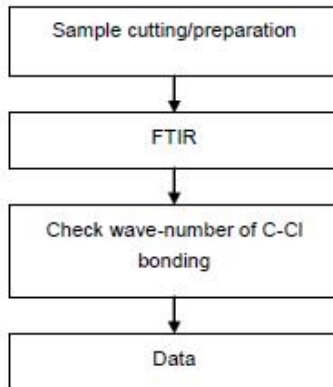 Sample cutting/preparation
FTIR
Check wave-number of C-Cl
bonding
Data